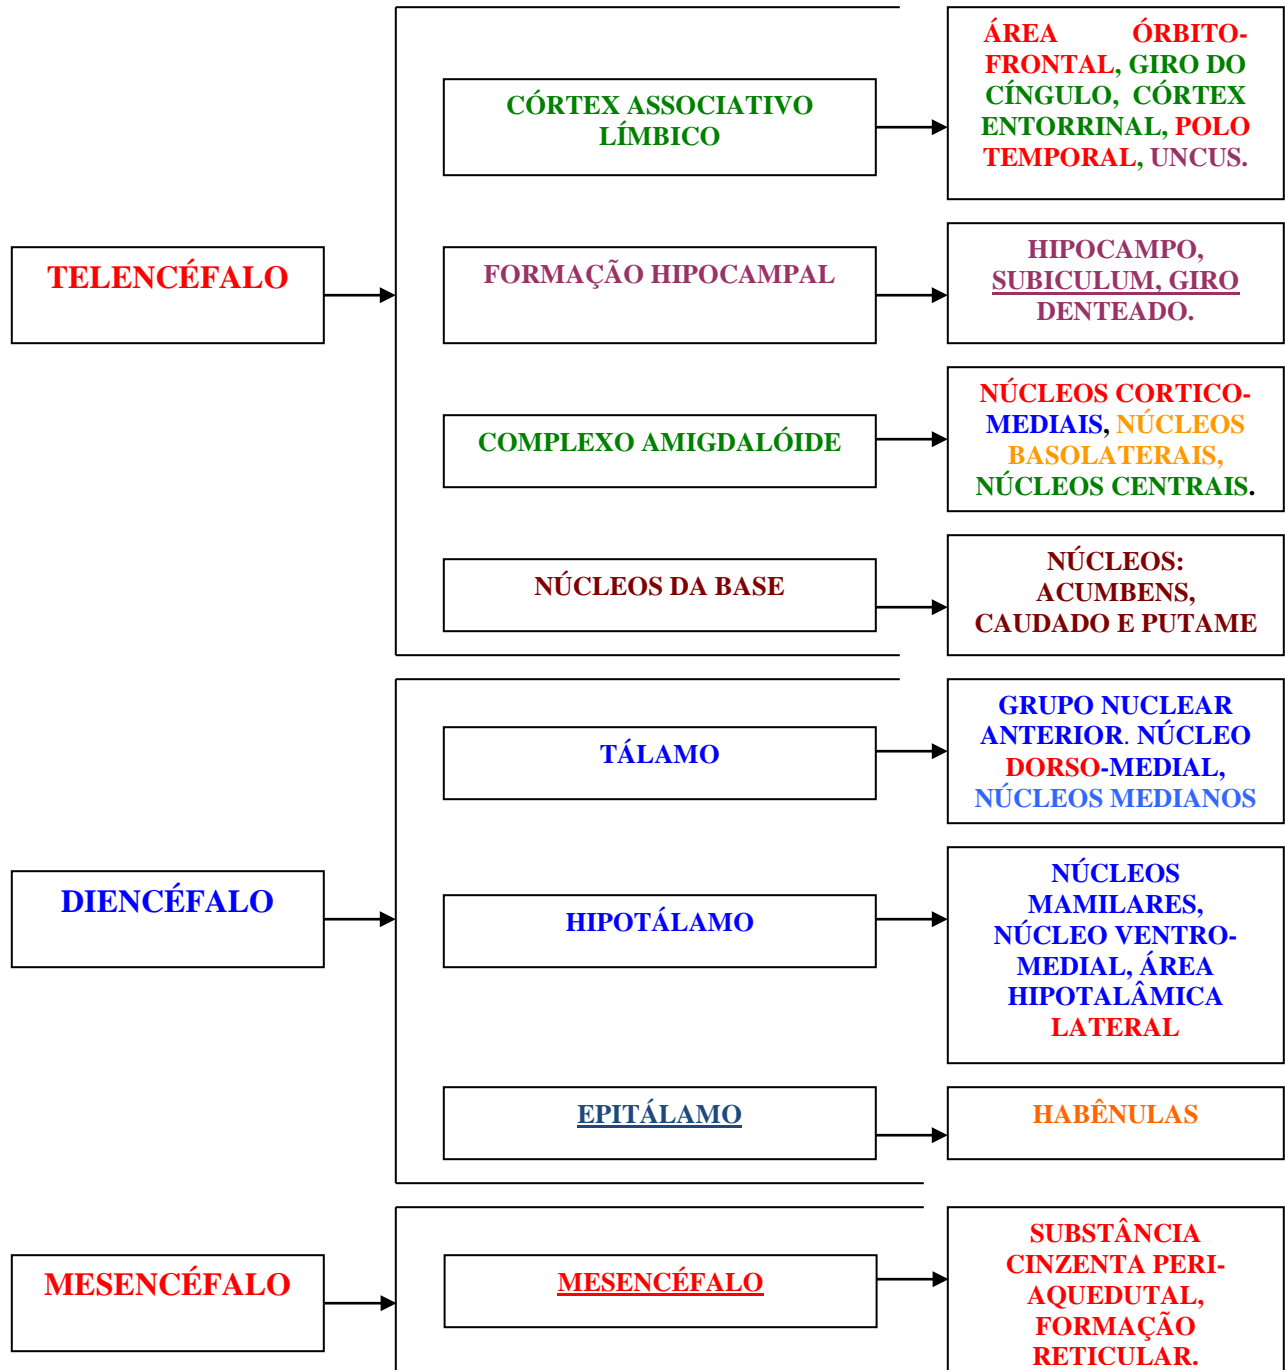 TELENCÉFALO
CÓRTEX ASSOCIATIVO
LÍMBICO
ÁREA ÓRBITO-
FRONTAL, GIRO DO
CÍNGULO, CÓRTEX
ENTORRINAL, POLO
TEMPORAL, UNCUS.
FORMAÇÃO HIPOCAMPAL
HIPOCAMPO,
SUBICULUM, GIRO
DENTEADO.
COMPLEXO AMIGDALÓIDE
NÚCLEOS CORTICO-
MEDIAIS, NÚCLEOS
BASOLATERAIS,
NÚCLEOS CENTRAIS.
NÚCLEOS DA BASE
NÚCLEOS:
ACUMBENS,
CAUDADO E PUTAME
DIENCÉFALO
TÁLAMO
GRUPO NUCLEAR
ANTERIOR. NÚCLEO
DORSO-MEDIAL,
NÚCLEOS MEDIANOS
HIPOTÁLAMO
NÚCLEOS
MAMILARES,
NÚCLEO VENTRO-
MEDIAL, ÁREA
HIPOTALÂMICA
LATERAL
EPITÁLAMO
HABÊNULAS
MESENCÉFALO
MESENCÉFALO
SUBSTÂNCIA
CINZENTA PERI-
AQUEDUTAL,
FORMAÇÃO
RETICULAR.